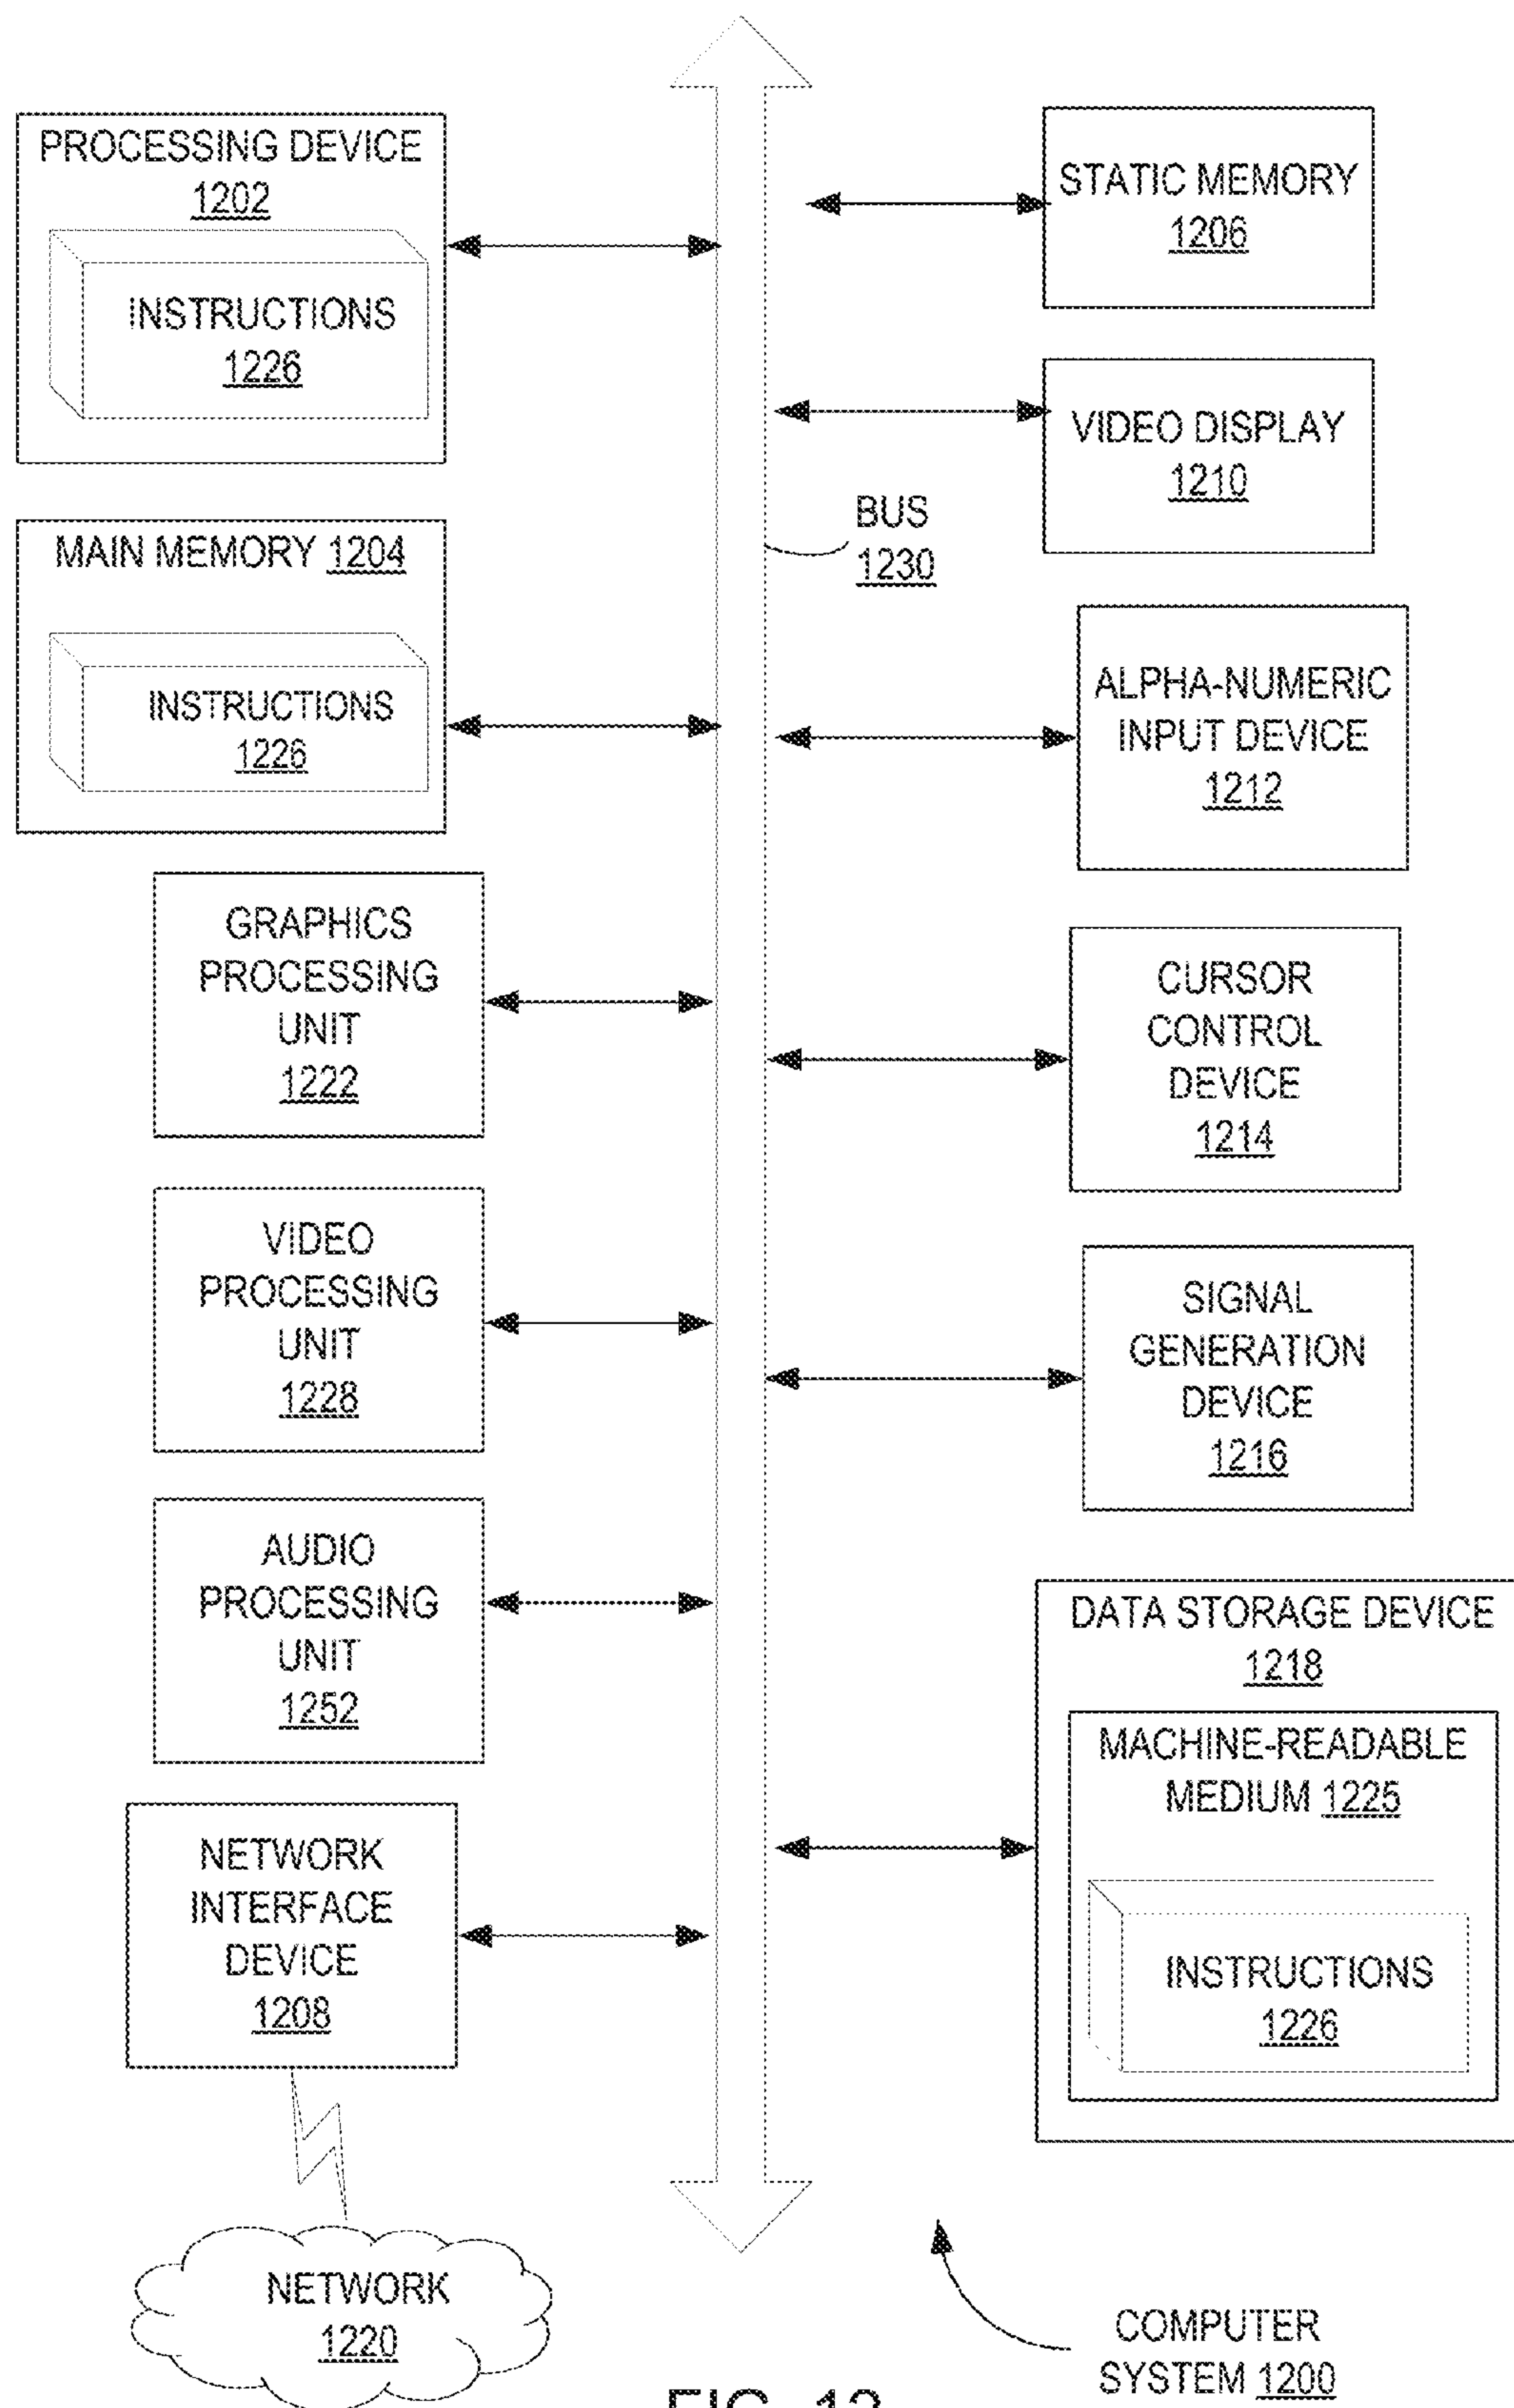 PROCESSING DEVICE
1202
INSTRUCTIONS
1226
MAIN MEMORY 1204
INSTRUCTIONS
1226
GRAPHICS
PROCESSING
UNIT
1222
VIDEO
PROCESSING
UNIT
1228
AUDIO
PROCESSING
UNIT
1252
NETWORK
INTERFACE
DEVICE
1208
NETWORK
1220
BUS
1230
STATIC MEMORY
1206
VIDEO DISPLAY
1210
ALPHA-NUMERIC
INPUT DEVICE
1212
CURSOR
CONTROL
DEVICE
1214
SIGNAL
GENERATION
DEVICE
1216
DATA STORAGE DEVICE
1218
MACHINE-READABLE
MEDIUM 1225
INSTRUCTIONS
1226
COMPUTER
SYSTEM 1200
FIG.